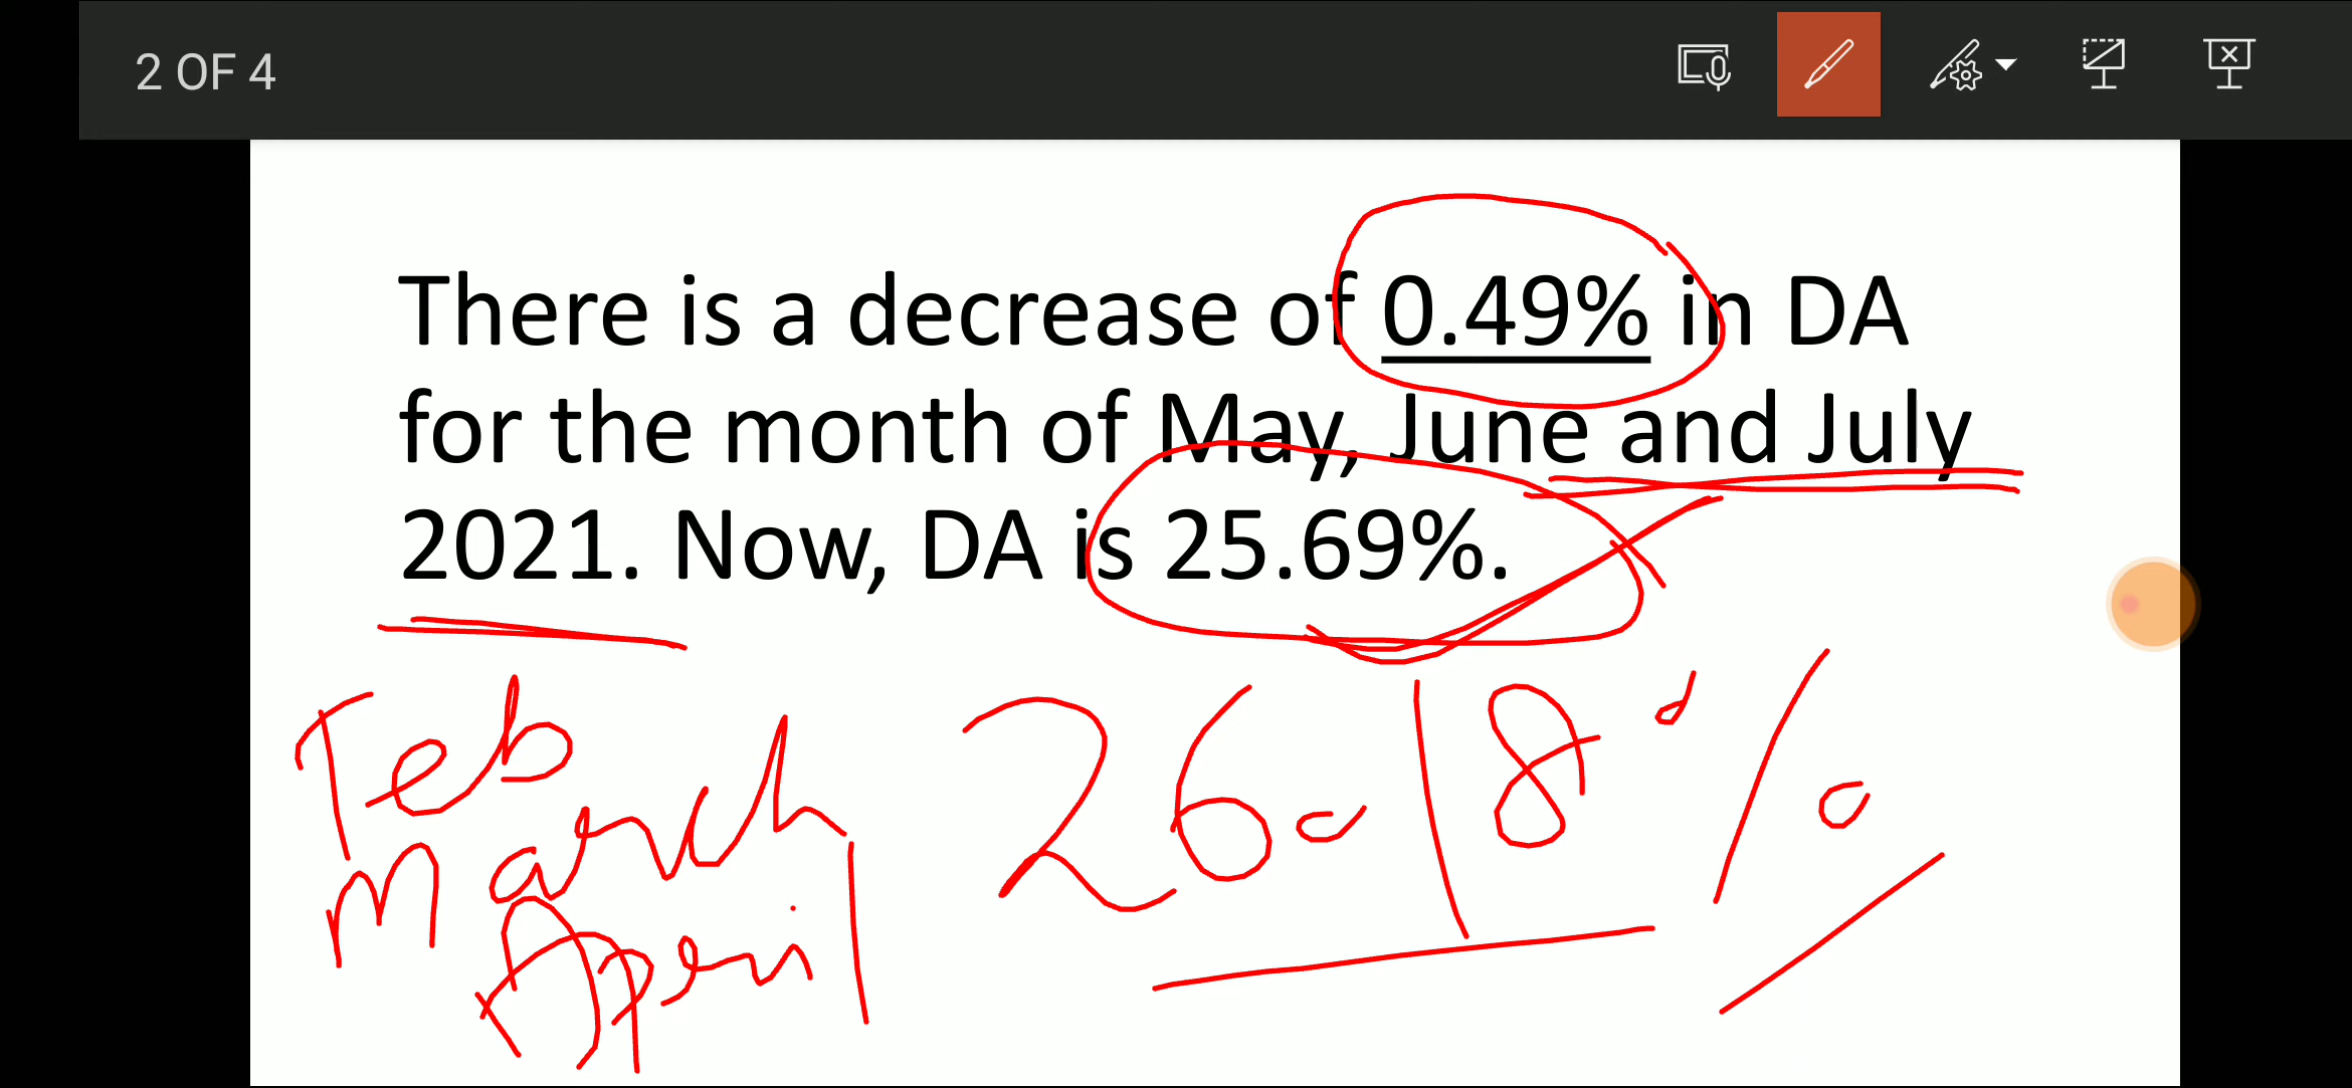 2 OF 4
There is a decrease of 0.49% in DA
for the month of May, June and July
2021. Now, DA is 25.69%.
Feb
March
April
26.18%